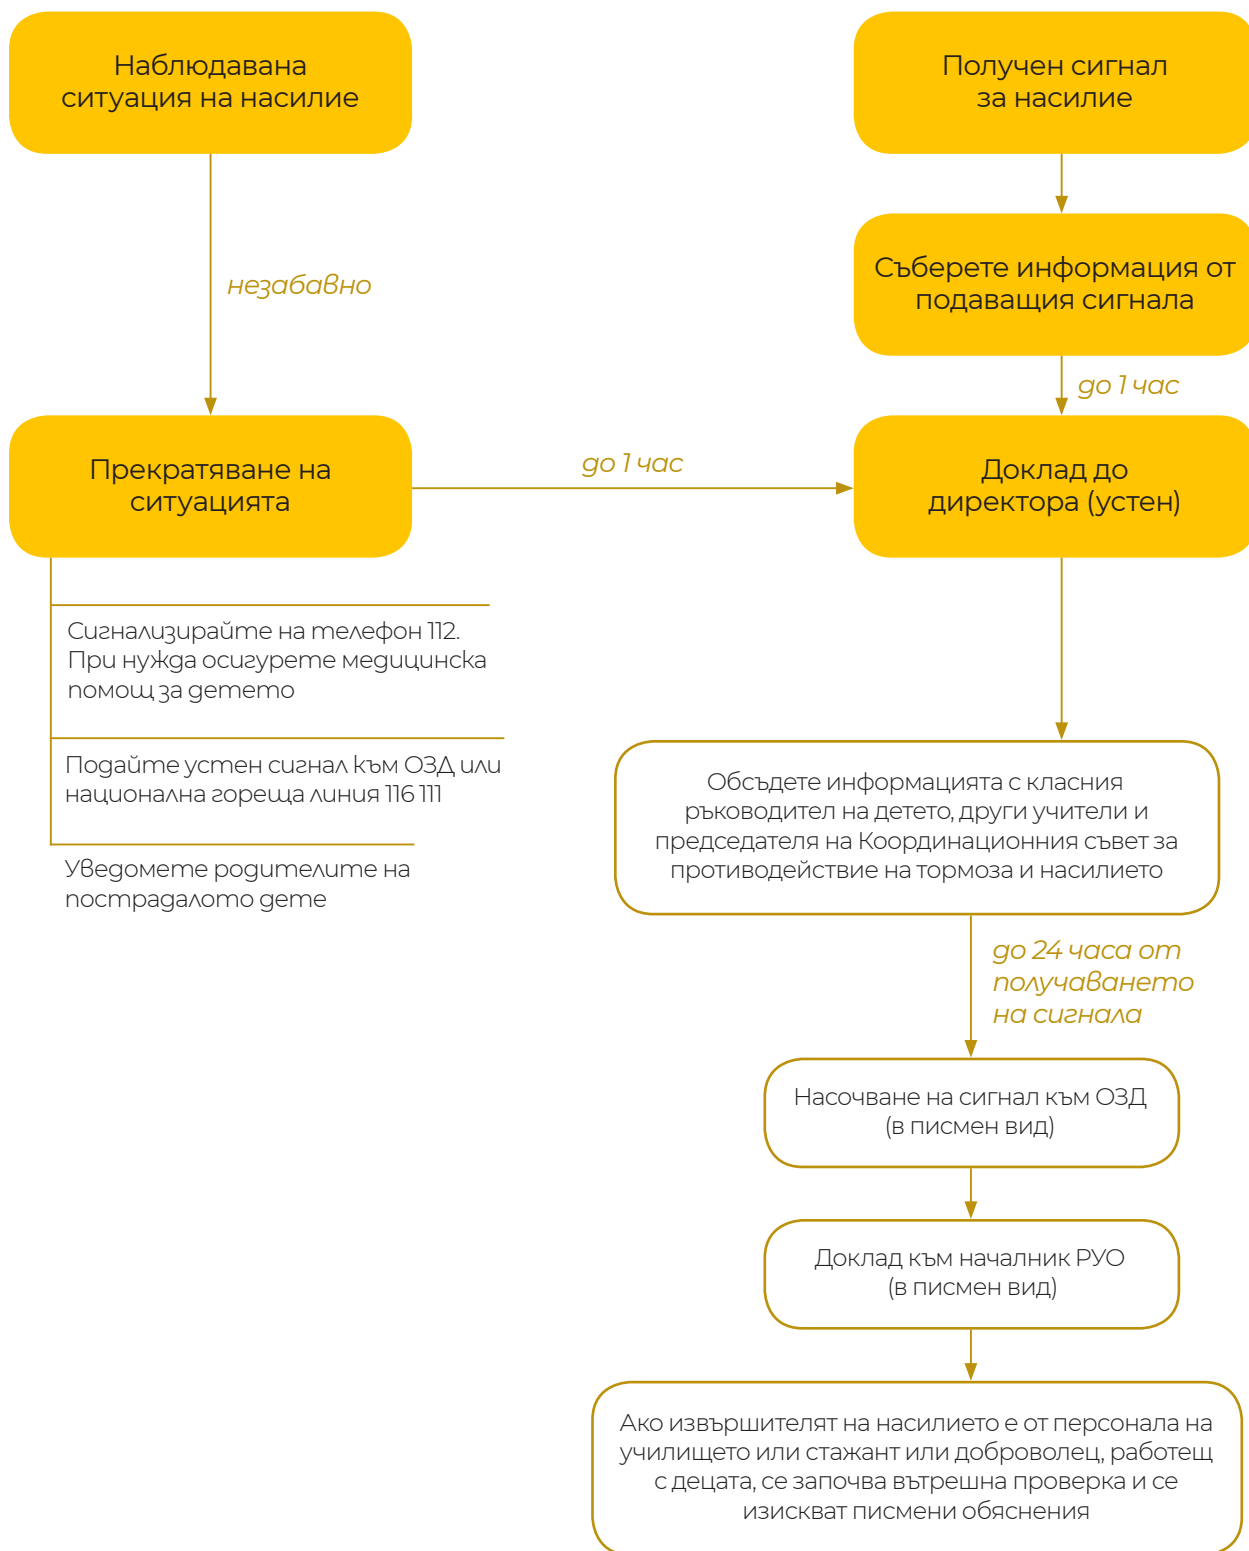 Наблюдавана
ситуация на насилие
Получен сигнал
за насилие
Съберете информация от
подаващия сигнала
незабавно
до 1 час
Прекратяване на
ситуацията
до 1 час
Доклад до
директора (устен)
Сигнализирайте на телефон 112.
При нужда осигурете медицинска
помощ за детето
Подайте устен сигнал към ОЗД или
национална гореща линия 116 111
Уведомете родителите на
пострадалото дете
Обсъдете информацията с класния
ръководител на детето, други учители и
председателя на Координационния съвет за
противодействие на тормоза и насилието
до 24 часа от
получаването
на сигнала
Насочване на сигнал към ОЗД
(в писмен вид)
Доклад към началник РУО
(в писмен вид)
Ако извършителят на насилието е от персонала на
училището или стажант или доброволец, работещ
с децата, се започва вътрешна проверка и се
изискват писмени обяснения